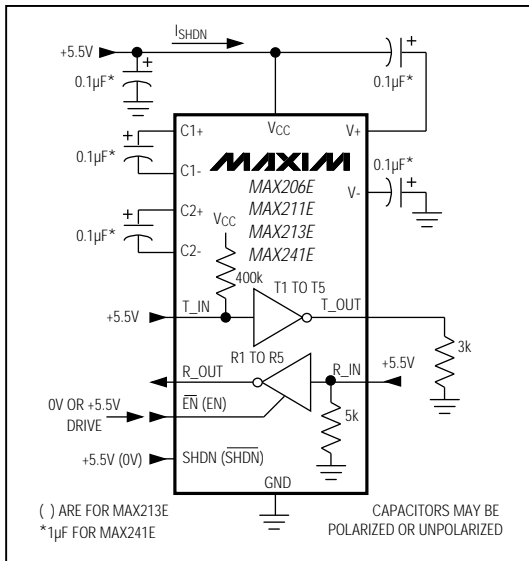 ISHDN
+5.5V
0.1µF*
0.1µF*
C1+
VCC
V+
0.1µF*
C1-
MAXIM
MAX206E
MAX211E
MAX213E
MAX241E
V-
0.1µF*
C2+
0.1µF*
C2-
VCC
400k
T1 TO T5
+5.5V
T_IN
T_OUT
3k
R1 TO R5
R_OUT
R_IN
+5.5V
0V OR +5.5V
DRIVE
EN (EN)
5k
+5.5V (0V)
SHDN (SHDN)
GND
( ) ARE FOR MAX213E
*1µF FOR MAX241E
CAPACITORS MAY BE
POLARIZED OR UNPOLARIZED